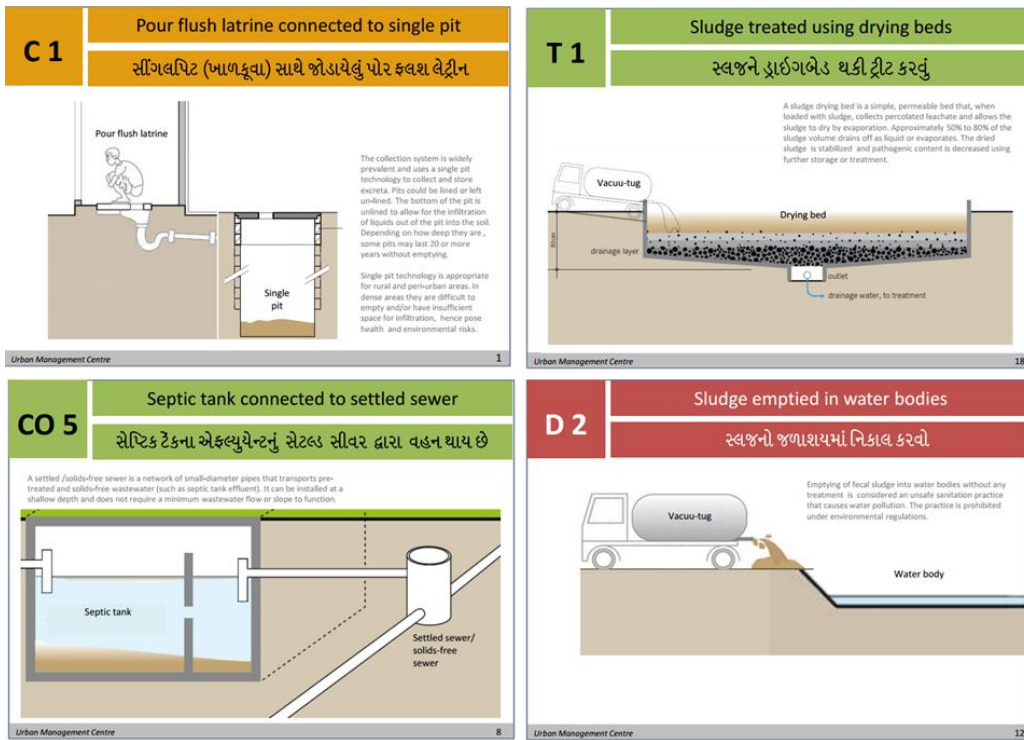 C 1
Pour flush latrine connected to single pit
સીંગલપિટ (ખાળકૂવા) સાથે જોડાયેલું પોર ફલશ લેટ્રીન
Pour flush latrine
The collection system is widely
prevalent and uses a single pit
technology to collect and store
excreta. Pits could be lined or left
un-lined. The bottom of the pit is
unlined to allow for the infiltration
of liquids out of the pit into the soil.
Depending on how deep they are ,
some pits may last 20 or more
years without emptying.
Single pit technology is appropriate
for rural and peri-urban areas. In
dense areas they are difficult to
empty and/or have insufficient
space for infiltration, hence pose
health and environmental risks.
Single
pit
Urban Management Centre
1
T 1
Sludge treated using drying beds
સ્લજને ડ્રાઈંગબેડ થકી ટ્રીટ કરવું
A sludge drying bed is a simple, permeable bed that, when
loaded with sludge, collects percolated leachate and allows the
sludge to dry by evaporation. Approximately 50% to 80% of the
sludge volume drains off as liquid or evaporates. The dried
sludge is stabilized and pathogenic content is decreased using
further storage or treatment.
Vacuu-tug
Drying bed
drainage layer
outlet
drainage water, to treatment
Urban Management Centre
18
CO 5
Septic tank connected to settled sewer
સેપ્ટિક ટેંકના એફલ્યુયેન્ટનું સેટલ્ડ સીવર દ્વારા વહન થાય છે
A settled /solids-free sewer is a network of small-diameter pipes that transports pre-
treated and solids-free wastewater (such as septic tank effluent). It can be installed at a
shallow depth and does not require a minimum wastewater flow or slope to function.
Septic tank
Settled sewer/
solids-free
sewer
Urban Management Centre
8
D 2
Sludge emptied in water bodies
સ્લજનો જળાશયમાં નિકાલ કરવો
Emptying of fecal sludge into water bodies without any
treatment is considered an unsafe sanitation practice
that causes water pollution. The practice is prohibited
under environmental regulations.
Vacuu-tug
Water body
Urban Management Centre
12